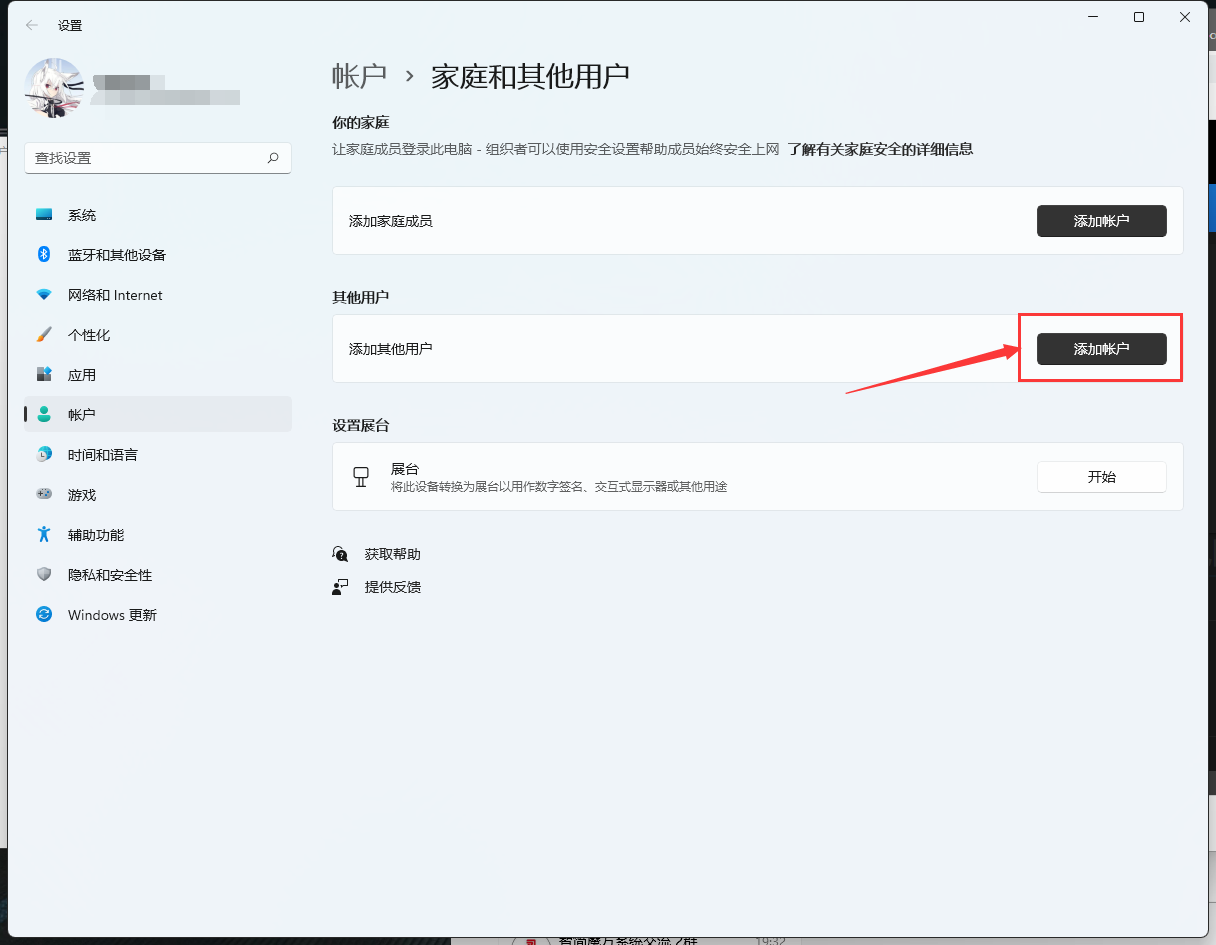 设置
帐户 › 家庭和其他用户
你的家庭
让家庭成员登录此电脑 - 组织者可以使用安全设置帮助成员始终安全上网 了解有关家庭安全的详细信息
查找设置
添加家庭成员
添加帐户
系统
蓝牙和其他设备
网络和 Internet
个性化
应用
帐户
时间和语言
游戏
辅助功能
隐私和安全性
Windows 更新
其他用户
添加其他用户
添加帐户
设置展台
展台
将此设备转换为展台以用作数字签名、交互式显示器或其他用途
开始
获取帮助
提供反馈
19:32